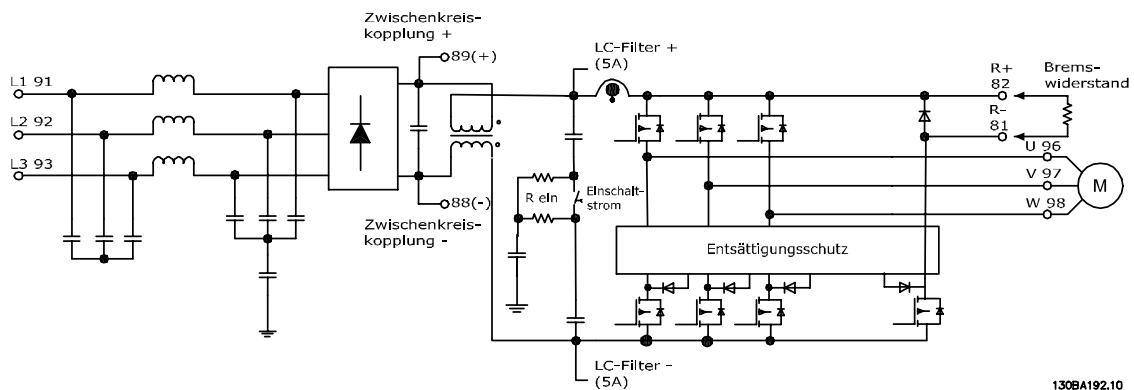 Zwischenkreis-
kopplung +
89(+)
LC-Filter +
(5A)
L1 91
L2 92
L3 93
R+
82
Brems-
widerstand
R-
81
U 96
V 97
W 98
M
R ein
Einschalt-
strom
88(-)
Zwischenkreis-
kopplung -
Entsättigungsschutz
LC-Filter -
(5A)
130BA192.10